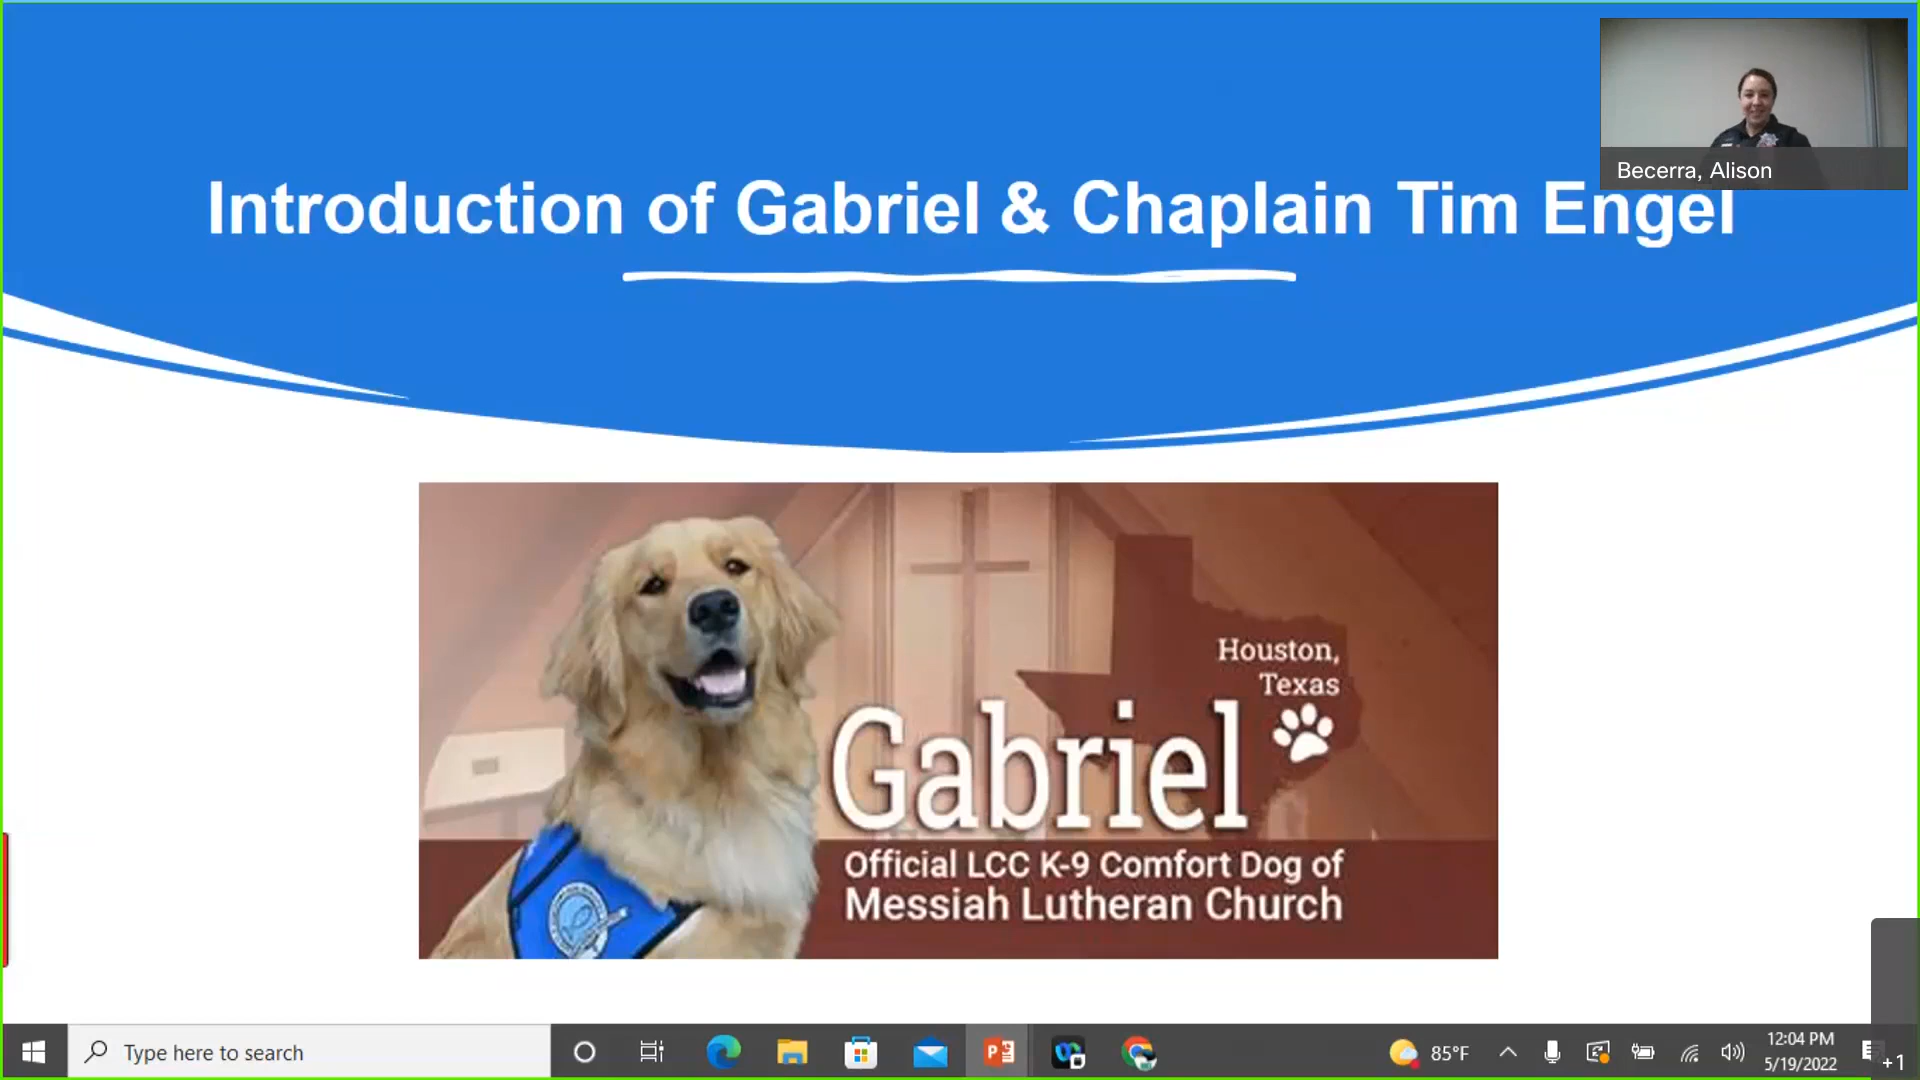 Becerra, Alison
Introduction of Gabriel & Chaplain Tim Engel
Houston,
Texas
Gabriel
Official LCC K-9 Comfort Dog of
Messiah Lutheran Church
Type here to search
85°F
12:04 PM
5/19/2022
+1